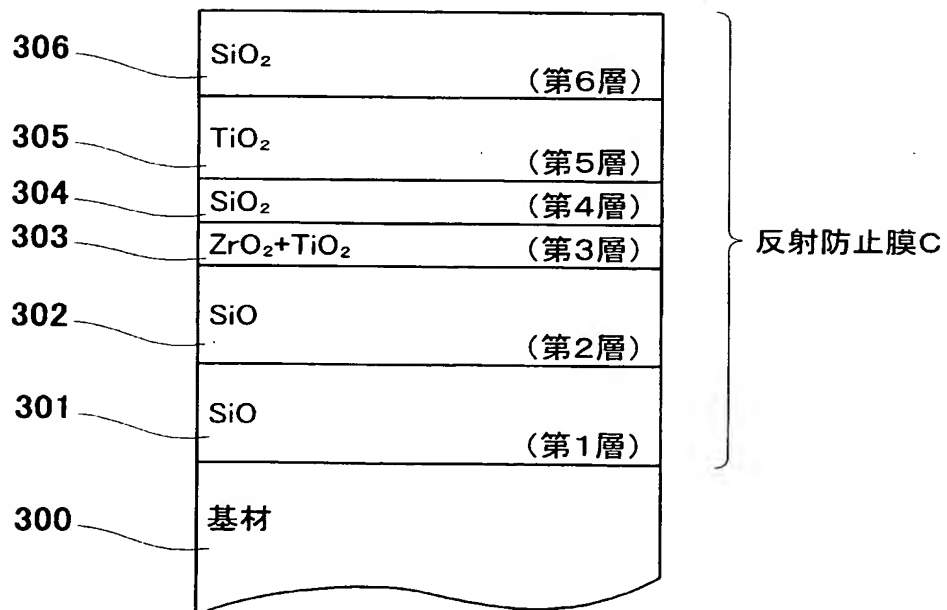 306 SiO₂ (第6層)
305 TiO₂ (第5層)
304 SiO₂ (第4層)
303 ZrO₂+TiO₂ (第3層)
反射防止膜C
302 SiO (第2層)
301 SiO (第1層)
300 基材